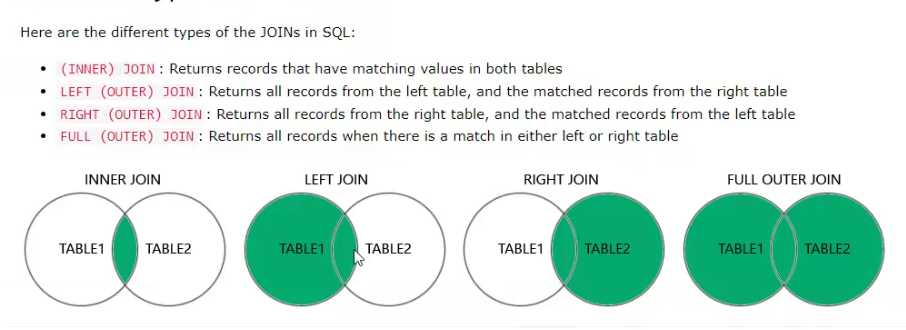 Here are the different types of the JOINs in SQL:
(INNER) JOIN : Returns records that have matching values in both tables
LEFT (OUTER) JOIN : Returns all records from the left table, and the matched records from the right table
RIGHT (OUTER) JOIN : Returns all records from the right table, and the matched records from the left table
FULL (OUTER) JOIN : Returns all records when there is a match in either left or right table
INNER JOIN LEFT JOIN RIGHT JOIN FULL OUTER JOIN
TABLE1 TABLE2 TABLE1 TABLE2 TABLE1 TABLE2 TABLE1 TABLE2